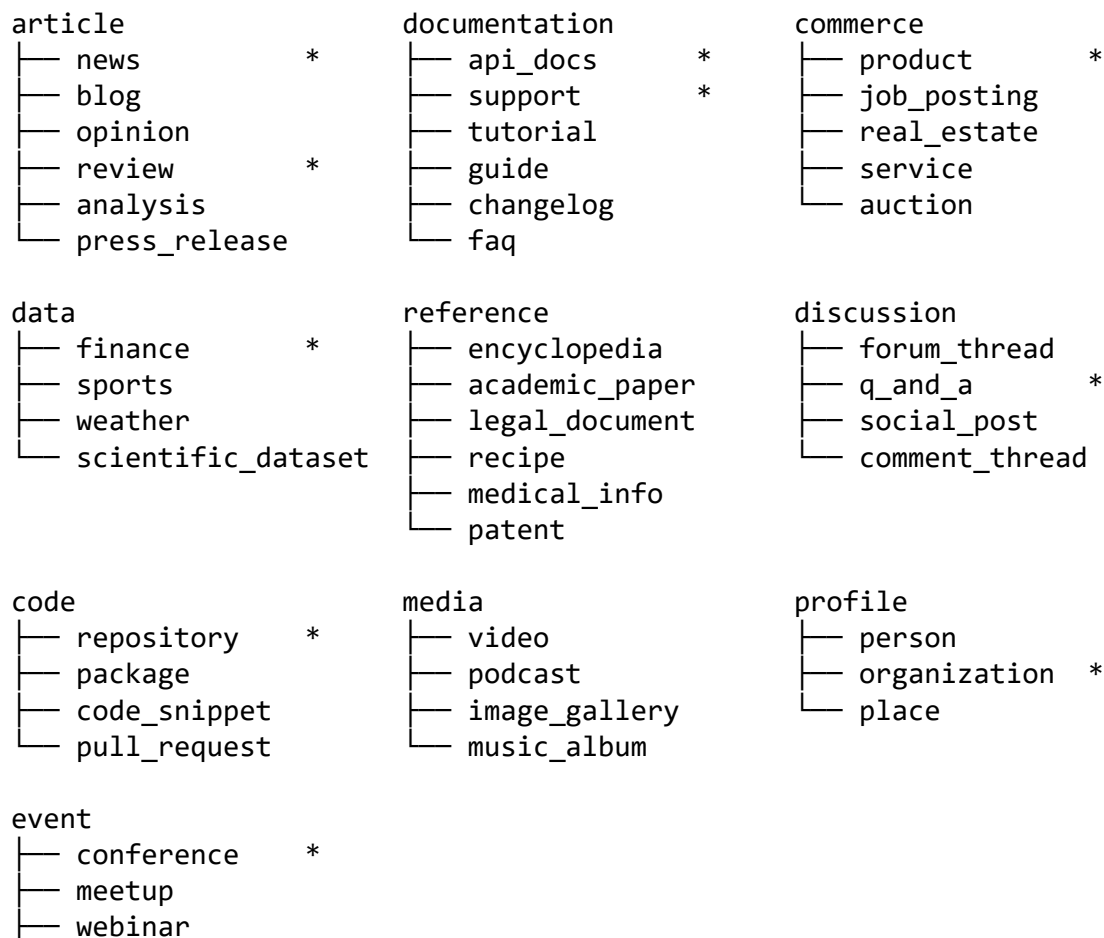 article documentation commerce
├── news * ├── api_docs * ├── product *
├── blog ├── support * ├── job_posting
├── opinion ├── tutorial ├── real_estate
├── review * ├── guide ├── service
├── analysis ├── changelog └── auction
└── press_release └── faq
data reference discussion
├── finance * ├── encyclopedia ├── forum_thread
├── sports ├── academic_paper ├── q_and_a *
├── weather ├── legal_document ├── social_post
└── scientific_dataset ├── recipe └── comment_thread
├── medical_info
└── patent
code media profile
├── repository * ├── video ├── person
├── package ├── podcast ├── organization *
├── code_snippet ├── image_gallery └── place
└── pull_request └── music_album
event
├── conference *
├── meetup
├── webinar